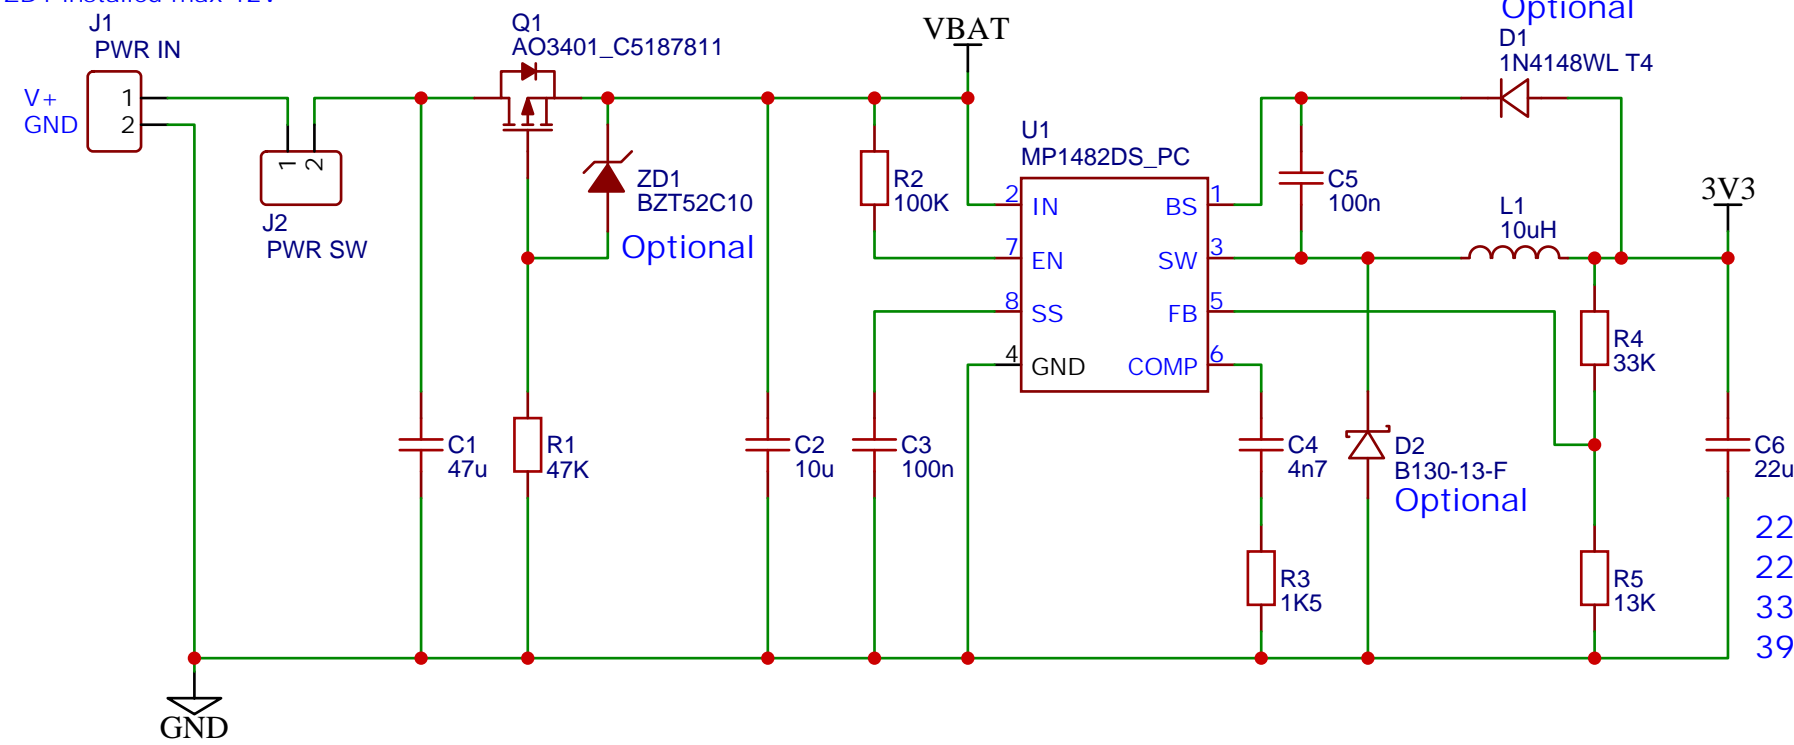 J1
PWR IN
V+
GND
1
2
1
2
J2
PWR SW
Q1
AO3401_C5187811
ZD1
BZT52C10
Optional
C1
47u
R1
47K
GND
VBAT
R2
100K
C2
10u
C3
100n
U1
MP1482DS_PC
2
IN
7
EN
8
SS
4
GND
BS
1
SW
3
FB
5
COMP
6
Optional
D1
1N4148WL T4
C5
100n
L1
10uH
3V3
R4
33K
C4
4n7
D2
B130-13-F
Optional
R3
1K5
R5
13K
C6
22u
22
22
33
39